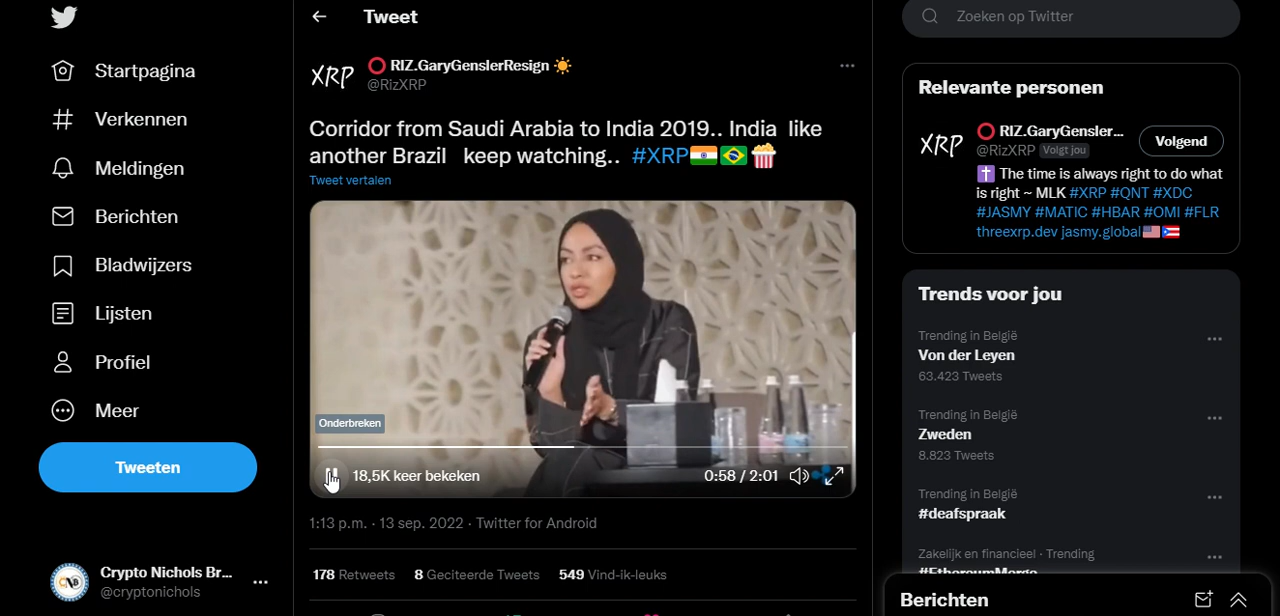 Startpagina
Verkennen
Meldingen
Berichten
Bladwijzers
Lijsten
Profiel
Meer
Tweeten
Crypto Nichols Br...
@cryptonichols
Tweet
XRP
RIZ.GaryGenslerResign
@RizXRP
Corridor from Saudi Arabia to India 2019.. India like
another Brazil keep watching.. #XRP
Tweet vertalen
Onderbreken
18,5K keer bekeken
0:58 / 2:01
1:13 p.m. · 13 sep. 2022 · Twitter for Android
178 Retweets 8 Geciteerde Tweets 549 Vind-ik-leuks
Zoeken op Twitter
Relevante personen
XRP
RIZ.GaryGensler...
@RizXRP Volgt jou
Volgend
The time is always right to do what
is right ~ MLK #XRP #QNT #XDC
#JASMY #MATIC #HBAR #OMI #FLR
threexrp.dev jasmy.global
Trends voor jou
Trending in België
Von der Leyen
63.423 Tweets
Trending in België
Zweden
8.823 Tweets
Trending in België
#deafspraak
Zakelijk en financieel · Trending
#EthereumMerge
Berichten